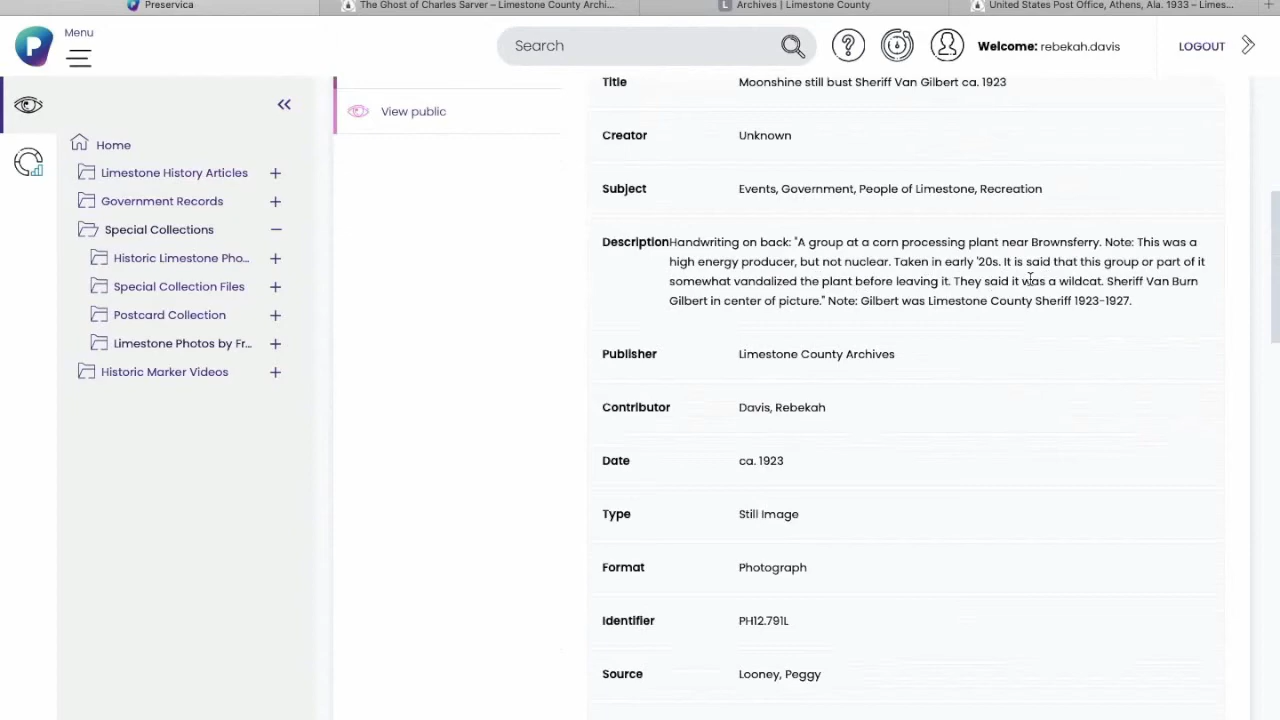 Preservica
The Ghost of Charles Sarver – Limestone County Archi...
L Archives | Limestone County
United States Post Office, Athens, Ala. 1933 – Limes...
P
Menu
Search
?
Welcome: rebekah.davis
LOGOUT
Home
Limestone History Articles
Government Records
Special Collections
Historic Limestone Pho...
Special Collection Files
Postcard Collection
Limestone Photos by Fr...
Historic Marker Videos
View public
Title Moonshine still bust Sheriff Van Gilbert ca. 1923
Creator Unknown
Subject Events, Government, People of Limestone, Recreation
Description Handwriting on back: "A group at a corn processing plant near Brownsferry. Note: This was a
high energy producer, but not nuclear. Taken in early '20s. It is said that this group or part of it
somewhat vandalized the plant before leaving it. They said it was a wildcat. Sheriff Van Burn
Gilbert in center of picture." Note: Gilbert was Limestone County Sheriff 1923-1927.
Publisher Limestone County Archives
Contributor Davis, Rebekah
Date ca. 1923
Type Still Image
Format Photograph
Identifier PH12.791L
Source Looney, Peggy